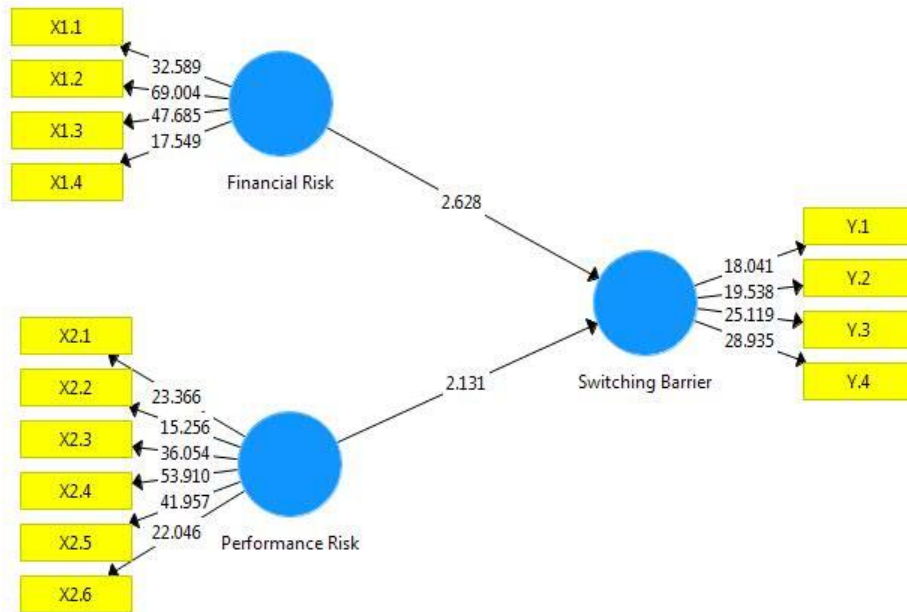 X1.1
X1.2
X1.3
X1.4
32.589
69.004
47.685
17.549
Financial Risk
2.628
X2.1
X2.2
X2.3
X2.4
X2.5
X2.6
23.366
15.256
36.054
53.910
41.957
22.046
Performance Risk
2.131
Switching Barrier
18.041
19.538
25.119
28.935
Y.1
Y.2
Y.3
Y.4